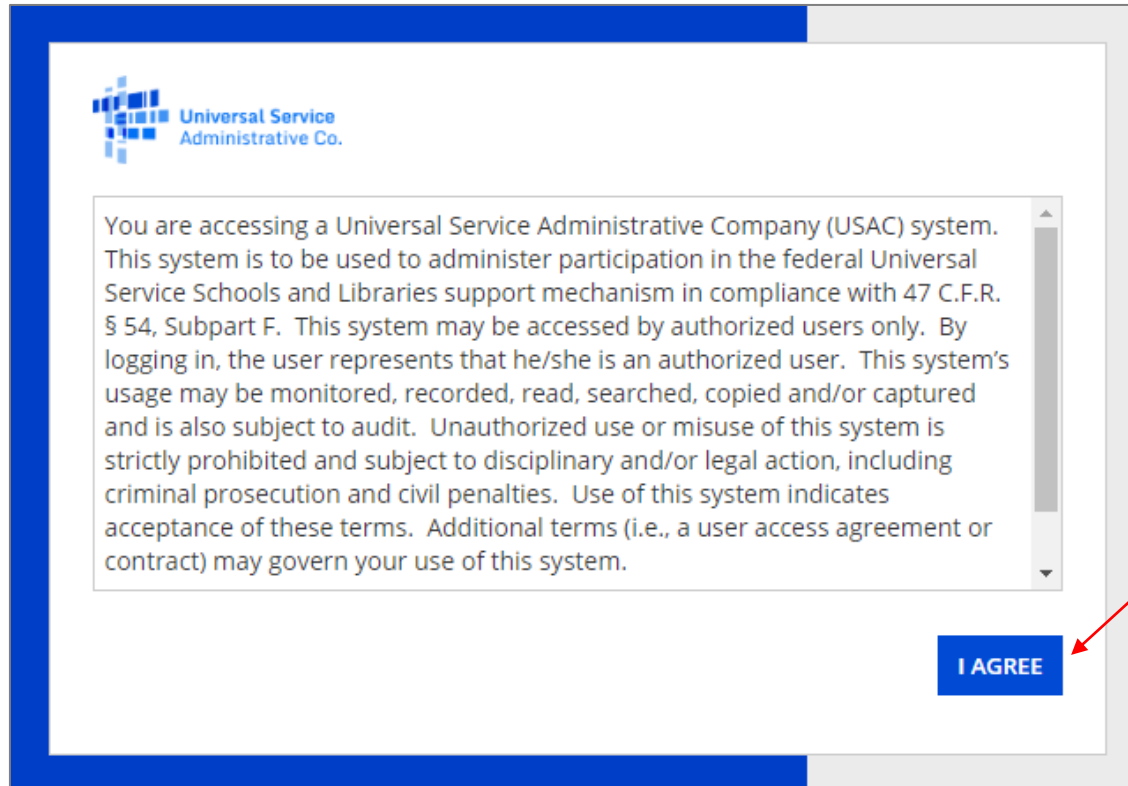 Universal Service
Administrative Co.
You are accessing a Universal Service Administrative Company (USAC) system.
This system is to be used to administer participation in the federal Universal
Service Schools and Libraries support mechanism in compliance with 47 C.F.R.
§ 54, Subpart F.  This system may be accessed by authorized users only.  By
logging in, the user represents that he/she is an authorized user.  This system’s
usage may be monitored, recorded, read, searched, copied and/or captured
and is also subject to audit.  Unauthorized use or misuse of this system is
strictly prohibited and subject to disciplinary and/or legal action, including
criminal prosecution and civil penalties.  Use of this system indicates
acceptance of these terms.  Additional terms (i.e., a user access agreement or
contract) may govern your use of this system.
I AGREE